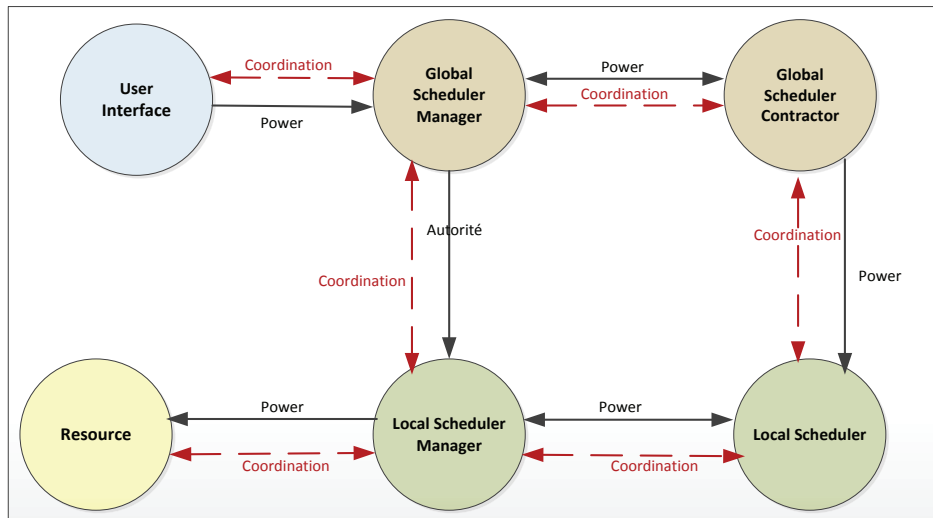 Coordination
Power
User
Interface
Power
Global
Scheduler
Manager
Coordination
Global
Scheduler
Contractor
Autorité
Coordination
Coordination
Power
Resource
Power
Coordination
Local Scheduler
Manager
Power
Coordination
Local Scheduler